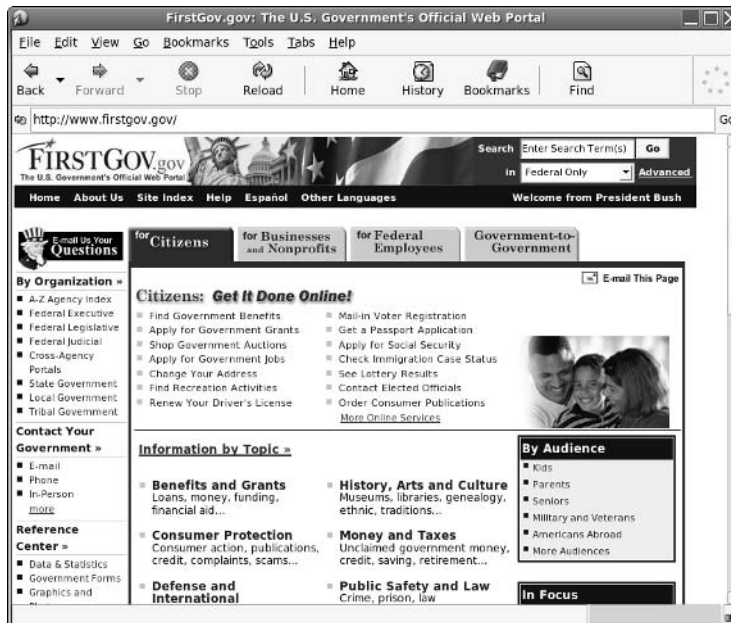 FirstGov.gov: The U.S. Government's Official Web Portal
File Edit View Go Bookmarks Tools Tabs Help
Back Forward Stop Reload Home History Bookmarks Find
http://www.firstgov.gov/ Go
FIRSTGOV.gov
The U.S. Government's Official Web Portal
Search Enter Search Term(s) Go
in Federal Only Advanced
Home About Us Site Index Help Español Other Languages Welcome from President Bush
E-mail Us Your
Questions
for Citizens
for Businesses
and Nonprofits
for Federal
Employees
Government-to-
Government
E-mail This Page
By Organization »
A-Z Agency Index
Federal Executive
Federal Legislative
Federal Judicial
Cross-Agency
Portals
State Government
Local Government
Tribal Government
Contact Your
Government »
E-mail
Phone
In-Person
more
Reference
Center »
Data & Statistics
Government Forms
Graphics and
Citizens: Get It Done Online!
Find Government Benefits
Apply for Government Grants
Shop Government Auctions
Apply for Government Jobs
Change Your Address
Find Recreation Activities
Renew Your Driver's License
Mail-in Voter Registration
Get a Passport Application
Apply for Social Security
Check Immigration Case Status
See Lottery Results
Contact Elected Officials
Order Consumer Publications
More Online Services
Information by Topic »
Benefits and Grants
Loans, money, funding,
financial aid...
Consumer Protection
Consumer action, publications,
credit, complaints, scams...
Defense and
International
History, Arts and Culture
Museums, libraries, genealogy,
ethnic, traditions...
Money and Taxes
Unclaimed government money,
credit, saving, retirement...
Public Safety and Law
Crime, prison, law
By Audience
Kids
Parents
Seniors
Military and Veterans
Americans Abroad
More Audiences
In Focus